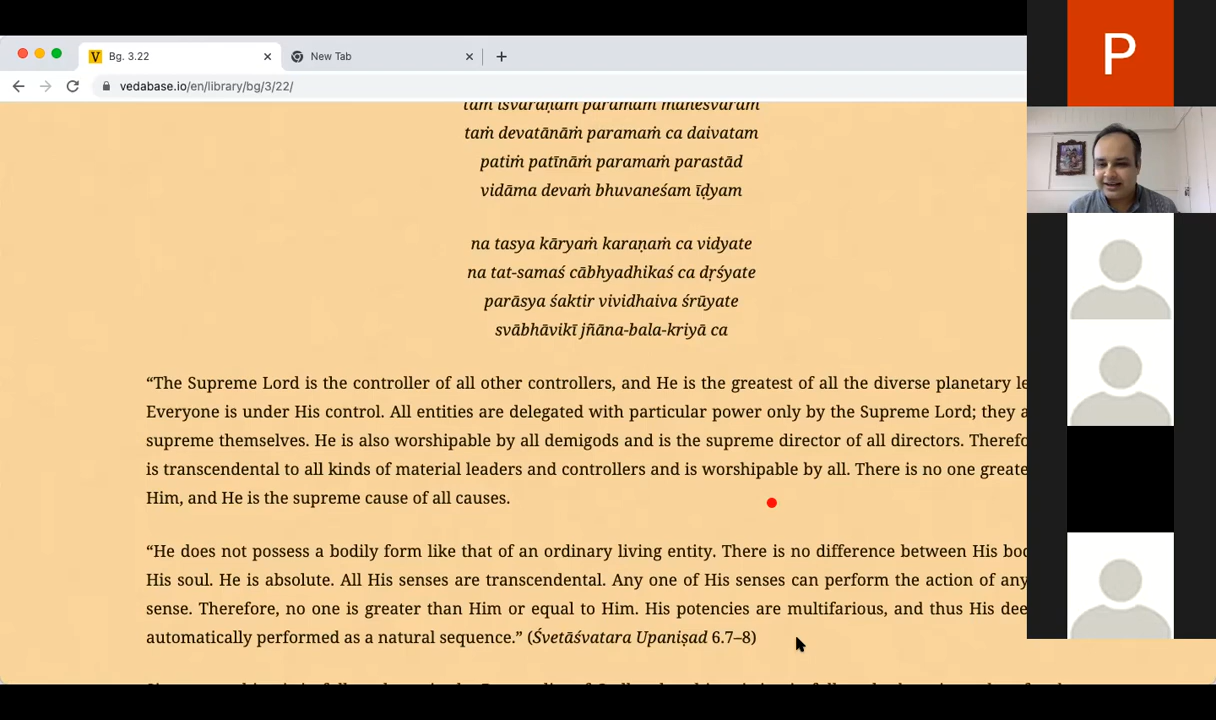 Bg. 3.22
New Tab
vedabase.io/en/library/bg/3/22/
P
tam īśvarāṇāṁ paramaṁ maheśvaraṁ
taṁ devatānāṁ paramaṁ ca daivatam
patiṁ patīnāṁ paramaṁ parastād
vidāma devaṁ bhuvaneśam īḍyam
na tasya kāryaṁ karaṇaṁ ca vidyate
na tat-samaś cābhyadhikaś ca dṛśyate
parāsya śaktir vividhaiva śrūyate
svābhāvikī jñāna-bala-kriyā ca
“The Supreme Lord is the controller of all other controllers, and He is the greatest of all the diverse planetary le
Everyone is under His control. All entities are delegated with particular power only by the Supreme Lord; they a
supreme themselves. He is also worshipable by all demigods and is the supreme director of all directors. Therefo
is transcendental to all kinds of material leaders and controllers and is worshipable by all. There is no one greate
Him, and He is the supreme cause of all causes.
“He does not possess a bodily form like that of an ordinary living entity. There is no difference between His bod
His soul. He is absolute. All His senses are transcendental. Any one of His senses can perform the action of any
sense. Therefore, no one is greater than Him or equal to Him. His potencies are multifarious, and thus His dee
automatically performed as a natural sequence.” (Śvetāśvatara Upaniṣad 6.7–8)